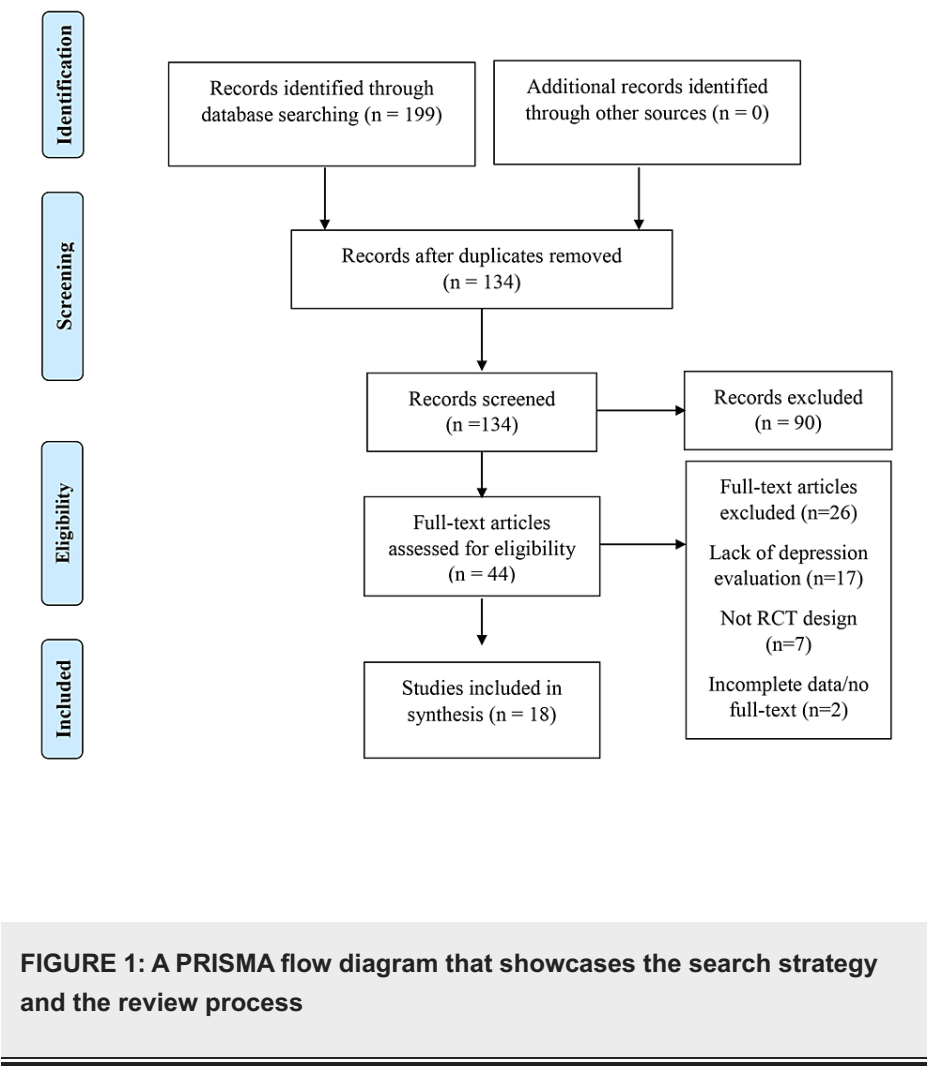 Identification
Records identified through
database searching (n = 199)
Additional records identified
through other sources (n = 0)
Screening
Records after duplicates removed
(n = 134)
Records screened
(n =134)
Records excluded
(n = 90)
Eligibility
Full-text articles
assessed for eligibility
(n = 44)
Full-text articles
excluded (n=26)
Lack of depression
evaluation (n=17)
Not RCT design
(n=7)
Incomplete data/no
full-text (n=2)
Included
Studies included in
synthesis (n = 18)
FIGURE 1: A PRISMA flow diagram that showcases the search strategy
and the review process